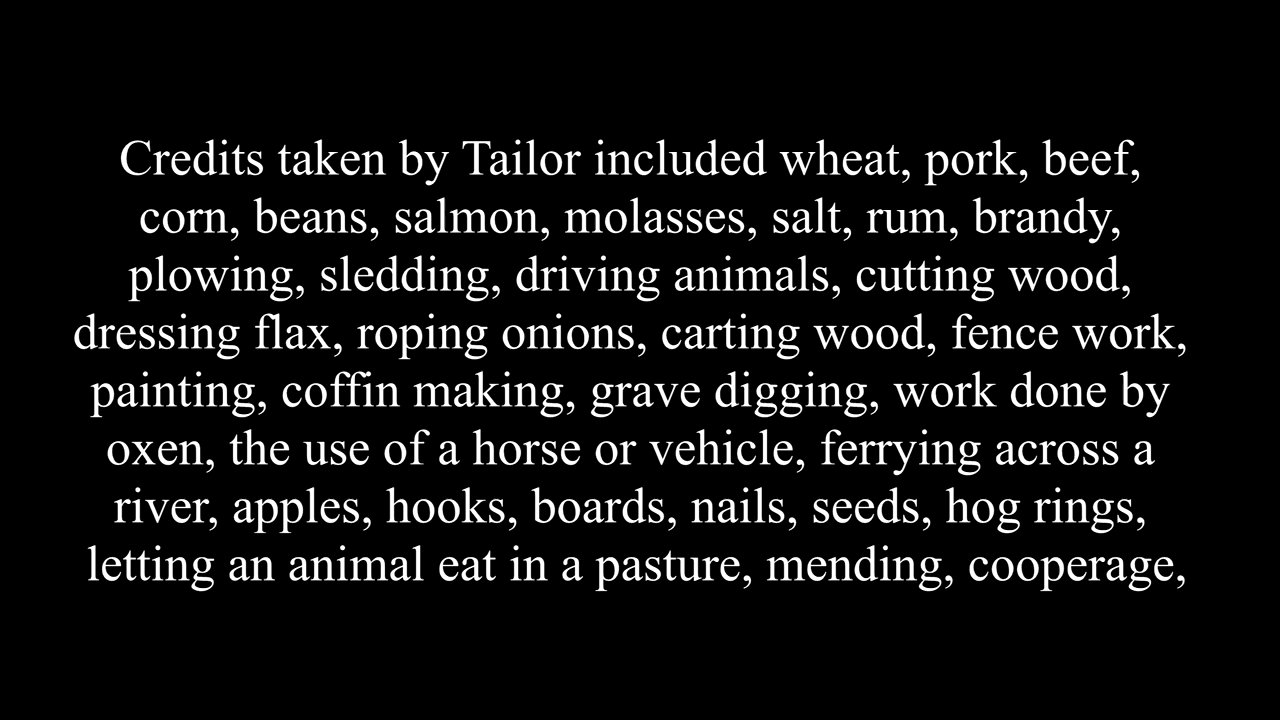 Credits taken by Tailor included wheat, pork, beef,
corn, beans, salmon, molasses, salt, rum, brandy,
plowing, sledding, driving animals, cutting wood,
dressing flax, roping onions, carting wood, fence work,
painting, coffin making, grave digging, work done by
oxen, the use of a horse or vehicle, ferrying across a
river, apples, hooks, boards, nails, seeds, hog rings,
letting an animal eat in a pasture, mending, cooperage,